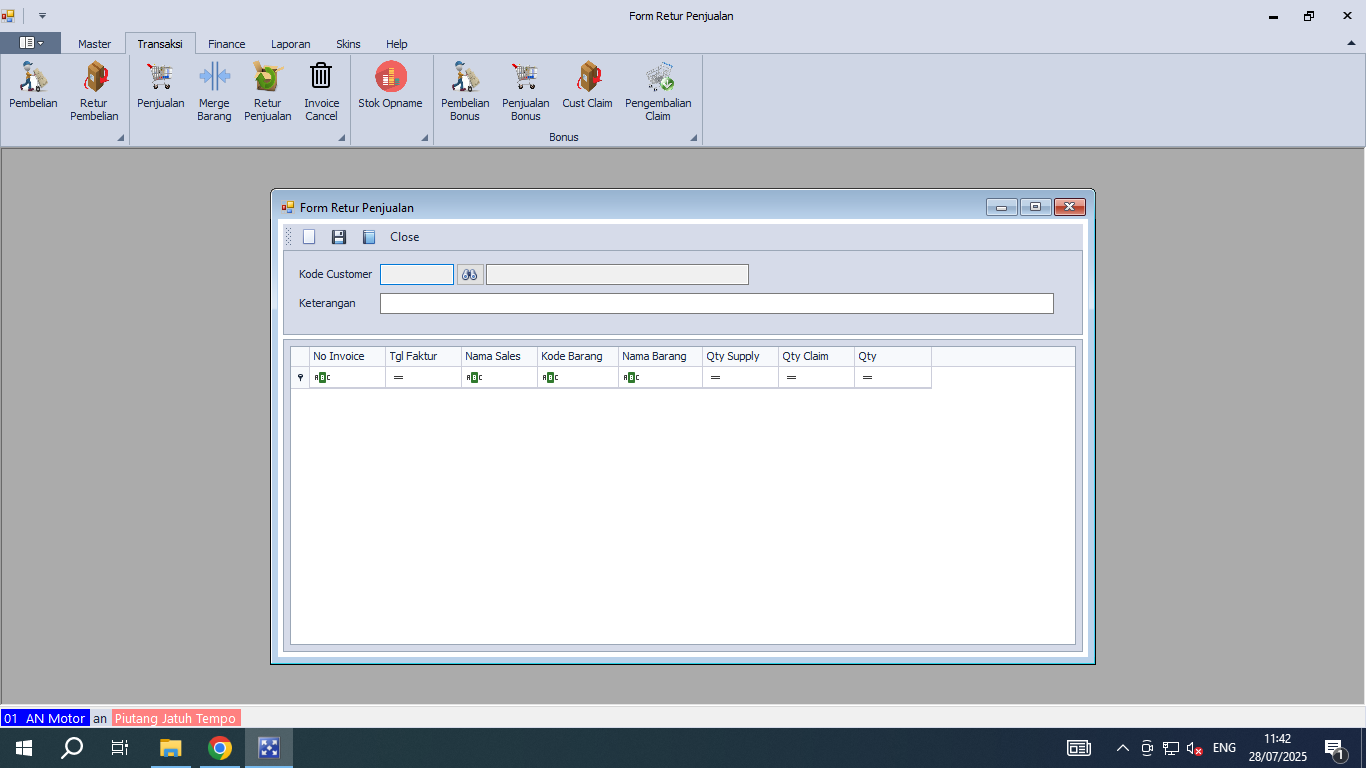 Form Retur Penjualan
Master Transaksi Finance Laporan Skins Help
Pembelian
Retur Pembelian
Penjualan
Merge Barang
Retur Penjualan
Invoice Cancel
Stok Opname
Pembelian Bonus
Penjualan Bonus
Cust Claim
Pengembalian Claim
Bonus
Form Retur Penjualan
Close
Kode Customer
Keterangan
No Invoice Tgl Faktur Nama Sales Kode Barang Nama Barang Qty Supply Qty Claim Qty
ABC = ABC ABC ABC = = =
01 AN Motor an Piutang Jatuh Tempo
ENG
11:42
28/07/2025
1